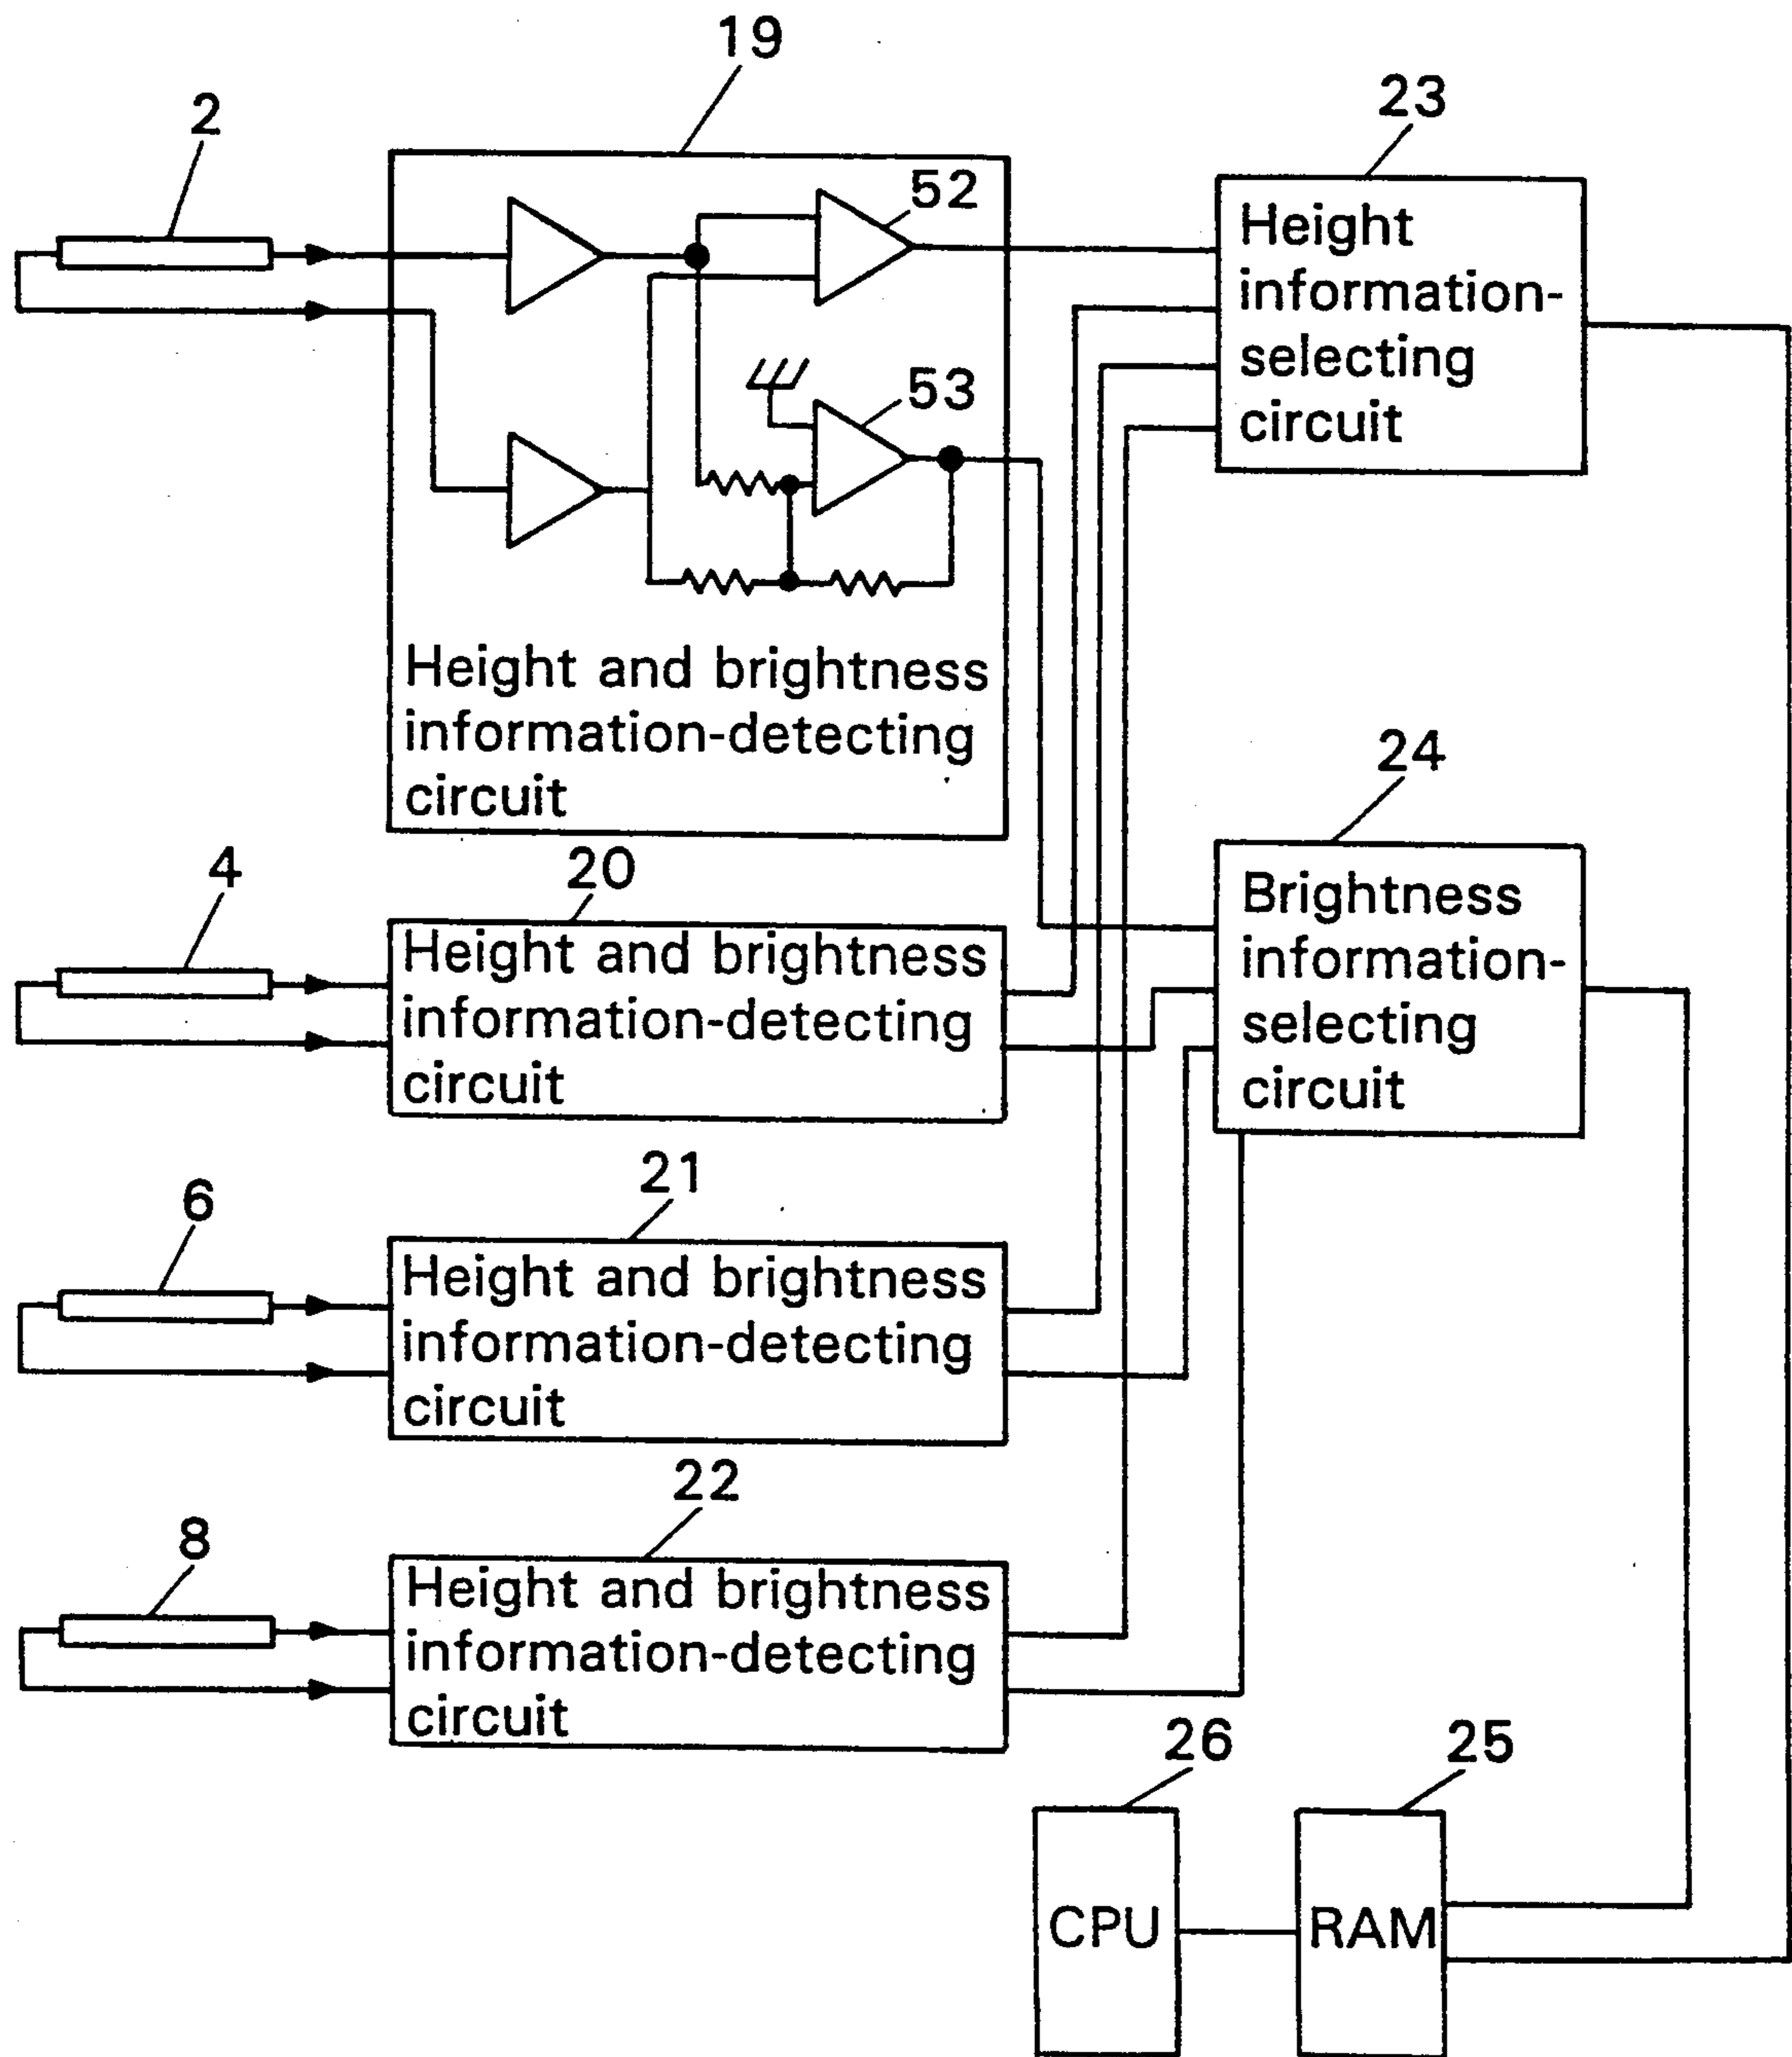 19
2
23
52
Height
information-
selecting
circuit
53
Height and brightness
information-detecting
circuit
24
4
20
Brightness
information-
selecting
circuit
Height and brightness
information-detecting
circuit
6
21
Height and brightness
information-detecting
circuit
8
22
Height and brightness
information-detecting
circuit
26
25
CPU
RAM